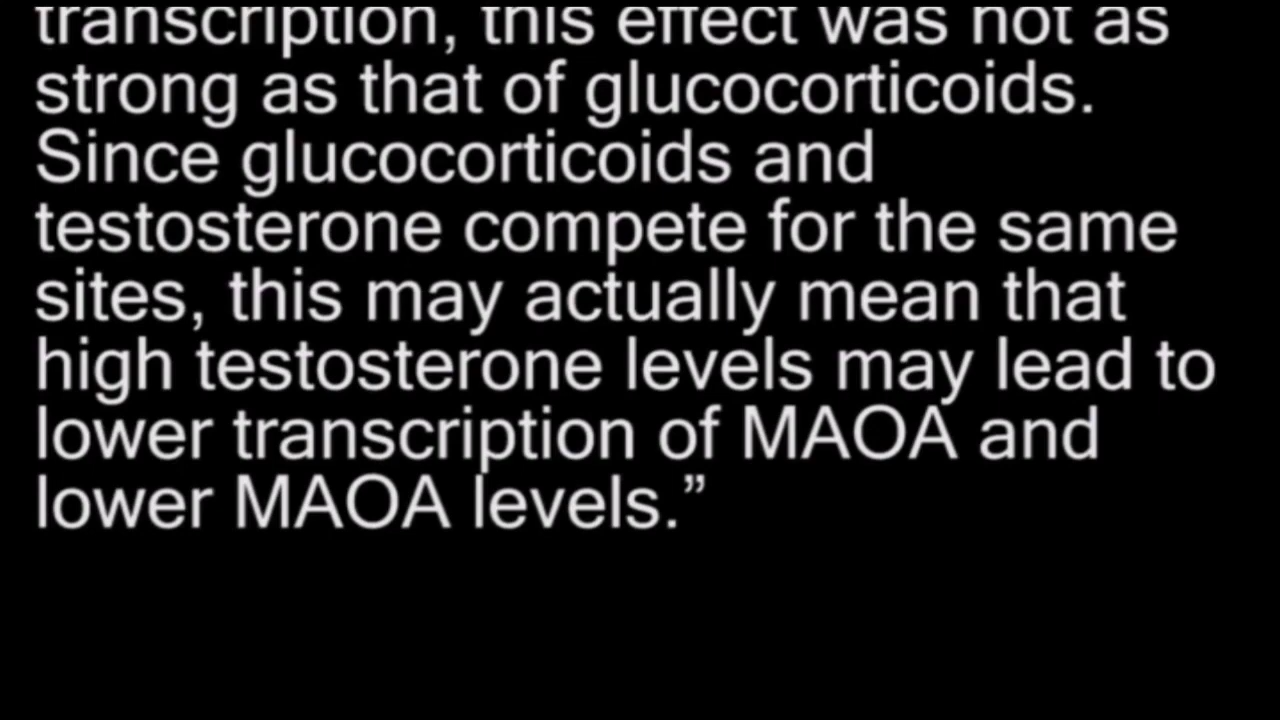 transcription, this effect was not as
strong as that of glucocorticoids.
Since glucocorticoids and
testosterone compete for the same
sites, this may actually mean that
high testosterone levels may lead to
lower transcription of MAOA and
lower MAOA levels.”